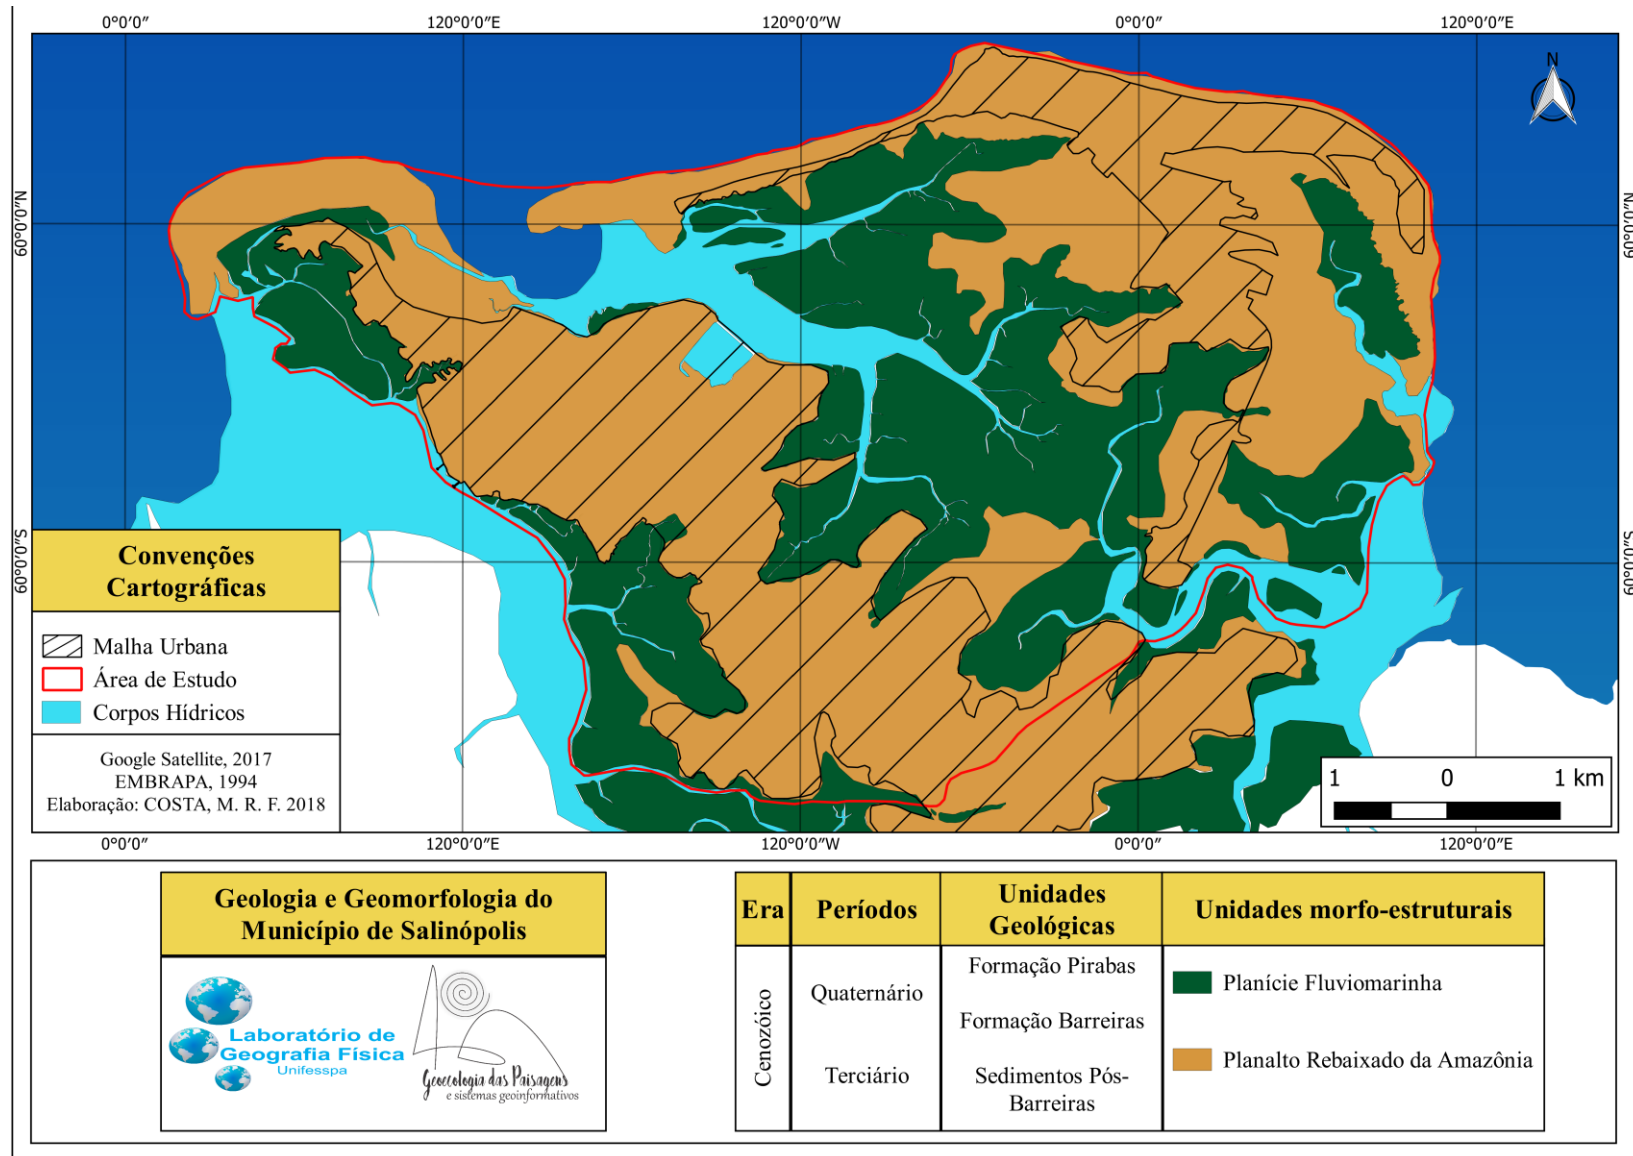 0°0'0" 120°0'0"E 120°0'0"W 0°0'0" 120°0'0"E
N
60°0'0"N
60°0'0"N
60°0'0"S
60°0'0"S
Convenções
Cartográficas
Malha Urbana
Área de Estudo
Corpos Hídricos
Google Satellite, 2017
EMBRAPA, 1994
Elaboração: COSTA, M. R. F. 2018
1 0 1 km
0°0'0" 120°0'0"E 120°0'0"W 0°0'0" 120°0'0"E
Geologia e Geomorfologia do
Município de Salinópolis
Laboratório de
Geografia Física
Unifesspa
Geoecologia das Paisagens
e sistemas geoinformativos
Era Períodos Unidades
Geológicas Unidades morfo-estruturais
Cenozóico
Quaternário
Terciário
Formação Pirabas
Formação Barreiras
Sedimentos Pós-
Barreiras
Planície Fluviomarinha
Planalto Rebaixado da Amazônia